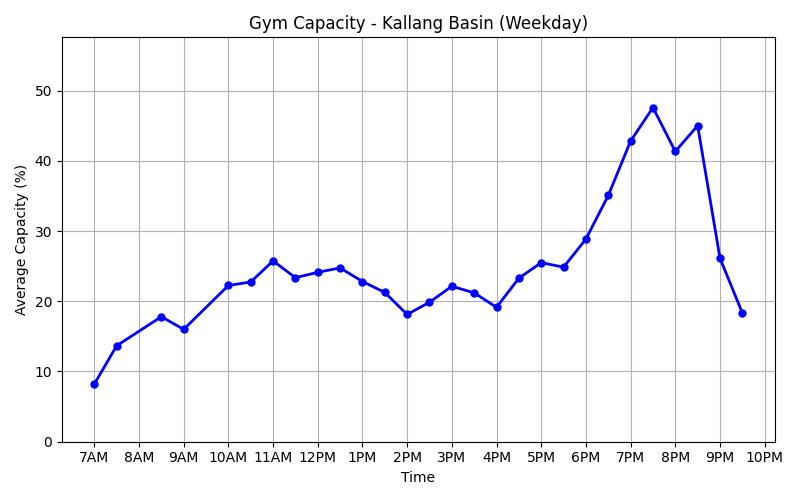 Gym Capacity - Kallang Basin (Weekday)
Average Capacity (%)
50
40
30
20
10
0
7AM 8AM 9AM 10AM 11AM 12PM 1PM 2PM 3PM 4PM 5PM 6PM 7PM 8PM 9PM 10PM
Time